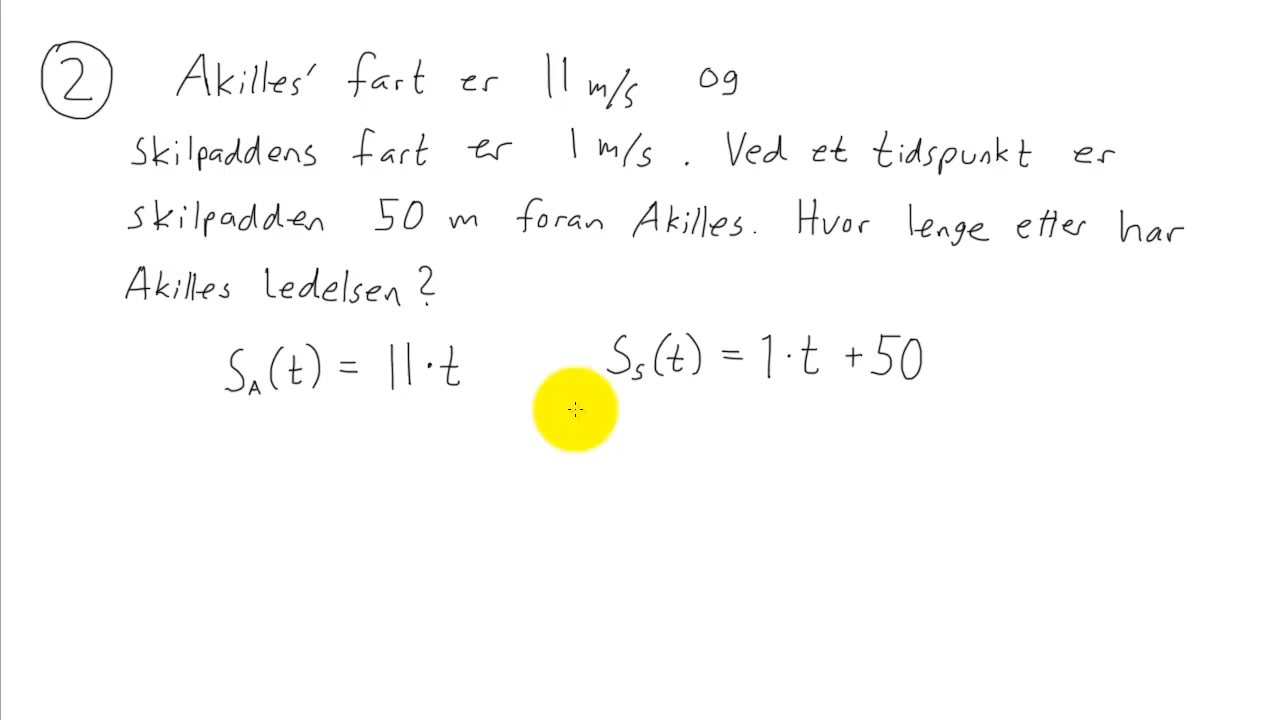 2 Akilles' fart er 11 m/s og
skilpaddens fart er 1 m/s. Ved et tidspunkt er
skilpadden 50 m foran Akilles. Hvor lenge etter har
Akilles ledelsen?
S_A(t) = 11·t S_S(t) = 1·t + 50